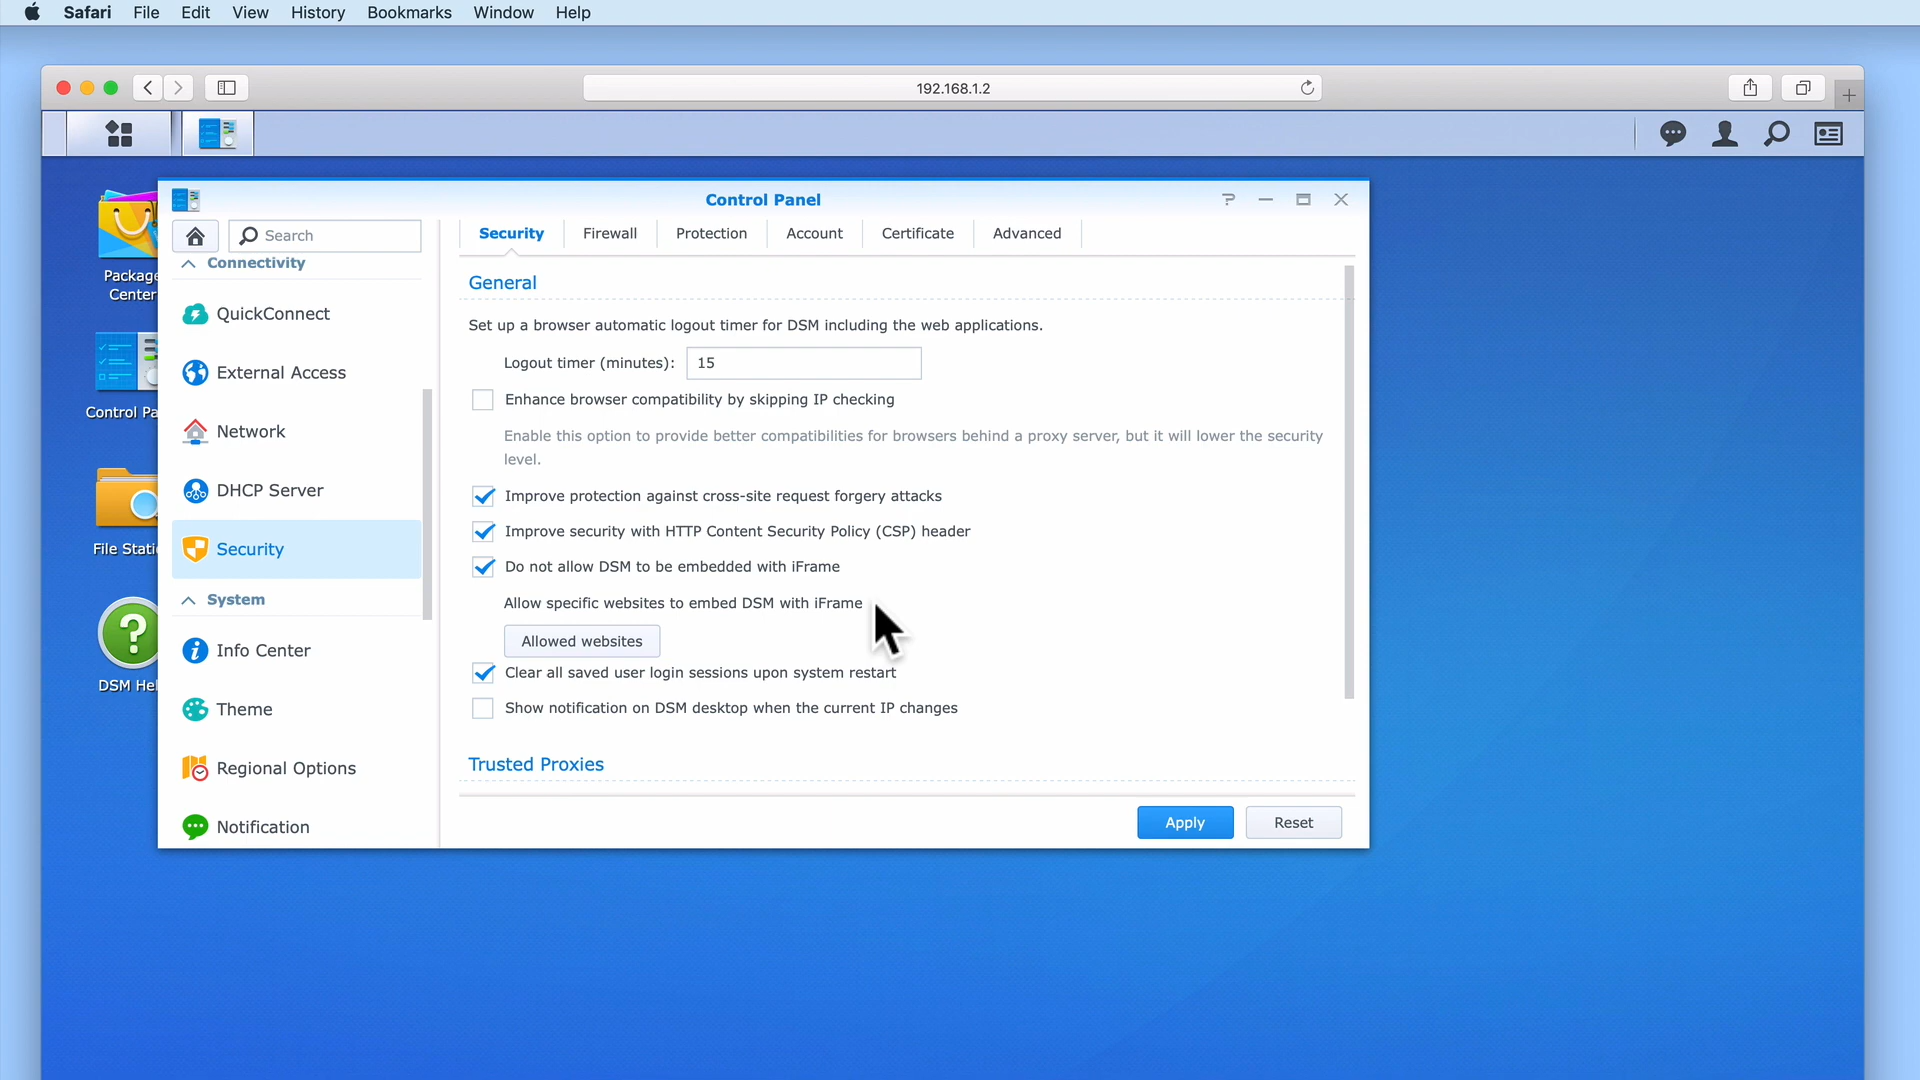 Safari File Edit View History Bookmarks Window Help
192.168.1.2
Package
Center
Control Pa
File Stati
DSM Hel
Control Panel
Search
Connectivity
QuickConnect
External Access
Network
DHCP Server
Security
System
Info Center
Theme
Regional Options
Notification
Security Firewall Protection Account Certificate Advanced
General
Set up a browser automatic logout timer for DSM including the web applications.
Logout timer (minutes): 15
Enhance browser compatibility by skipping IP checking
Enable this option to provide better compatibilities for browsers behind a proxy server, but it will lower the security
level.
Improve protection against cross-site request forgery attacks
Improve security with HTTP Content Security Policy (CSP) header
Do not allow DSM to be embedded with iFrame
Allow specific websites to embed DSM with iFrame
Allowed websites
Clear all saved user login sessions upon system restart
Show notification on DSM desktop when the current IP changes
Trusted Proxies
Apply Reset